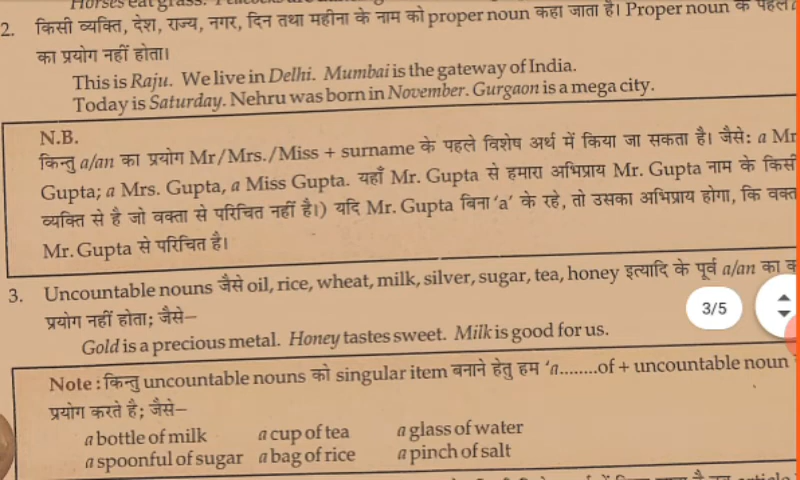 Horses eat grass.
2. किसी व्यक्ति, देश, राज्य, नगर, दिन तथा महीना के नाम को proper noun कहा जाता है। Proper noun के पहले
का प्रयोग नहीं होता।
This is Raju. We live in Delhi. Mumbai is the gateway of India.
Today is Saturday. Nehru was born in November. Gurgaon is a mega city.
N.B.
किन्तु a/an का प्रयोग Mr/Mrs./Miss + surname के पहले विशेष अर्थ में किया जा सकता है। जैसे: a Mr
Gupta; a Mrs. Gupta, a Miss Gupta. यहाँ Mr. Gupta से हमारा अभिप्राय Mr. Gupta नाम के किसी
व्यक्ति से है जो वक्ता से परिचित नहीं है।) यदि Mr. Gupta बिना 'a' के रहे, तो उसका अभिप्राय होगा, कि
Mr. Gupta से परिचित है।
3. Uncountable nouns जैसे oil, rice, wheat, milk, silver, sugar, tea, honey इत्यादि के पूर्व a/an का
प्रयोग नहीं होता; जैसे–
3/5
Gold is a precious metal. Honey tastes sweet. Milk is good for us.
Note : किन्तु uncountable nouns को singular item बनाने हेतु हम 'a........of + uncountable noun
प्रयोग करते है; जैसे–
a bottle of milk a cup of tea a glass of water
a spoonful of sugar a bag of rice a pinch of salt